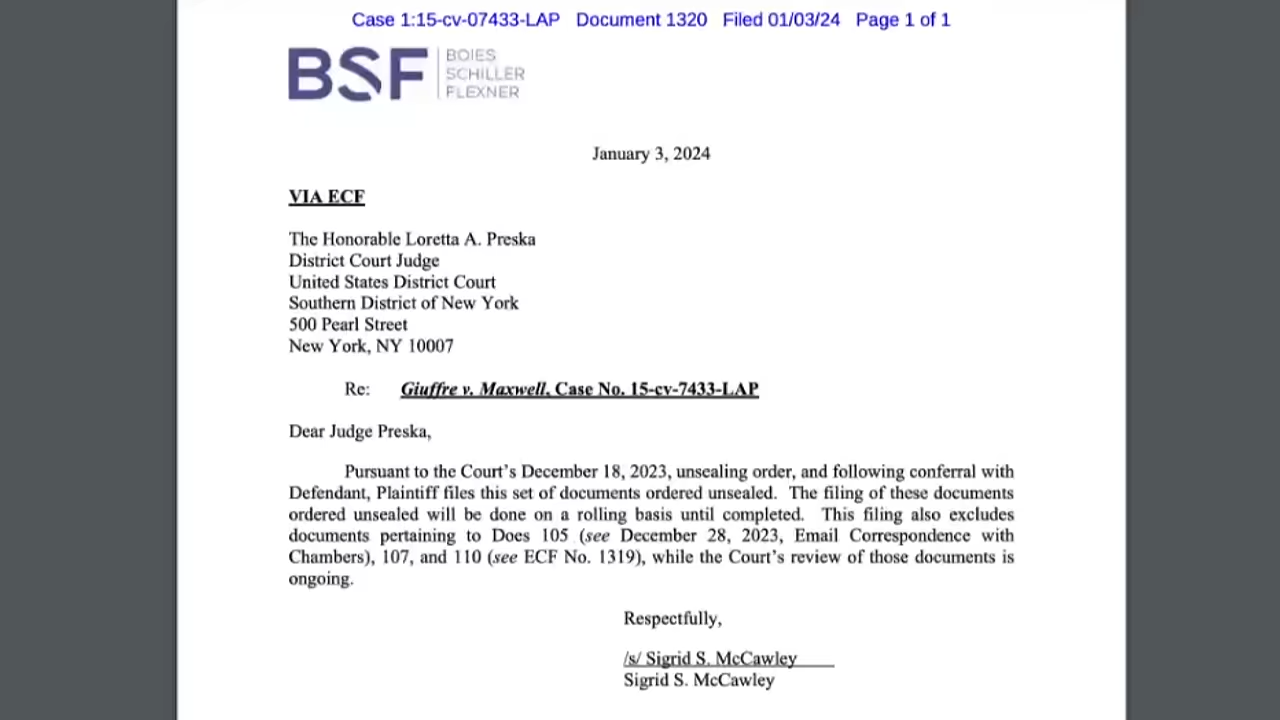 Case 1:15-cv-07433-LAP Document 1320 Filed 01/03/24 Page 1 of 1
BSF
BOIES
SCHILLER
FLEXNER
January 3, 2024
VIA ECF
The Honorable Loretta A. Preska
District Court Judge
United States District Court
Southern District of New York
500 Pearl Street
New York, NY 10007
Re: Giuffre v. Maxwell, Case No. 15-cv-7433-LAP
Dear Judge Preska,
Pursuant to the Court's December 18, 2023, unsealing order, and following conferral with
Defendant, Plaintiff files this set of documents ordered unsealed. The filing of these documents
ordered unsealed will be done on a rolling basis until completed. This filing also excludes
documents pertaining to Does 105 (see December 28, 2023, Email Correspondence with
Chambers), 107, and 110 (see ECF No. 1319), while the Court's review of those documents is
ongoing.
Respectfully,
/s/ Sigrid S. McCawley
Sigrid S. McCawley